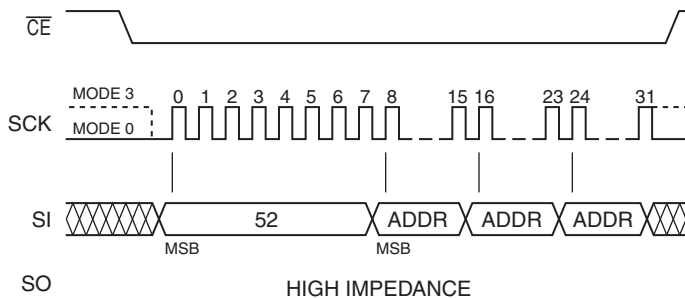 CE
MODE 3
0 1 2 3 4 5 6 7 8 15 16 23 24 31
SCK
MODE 0
SI
52 ADDR ADDR ADDR
MSB MSB
SO HIGH IMPEDANCE